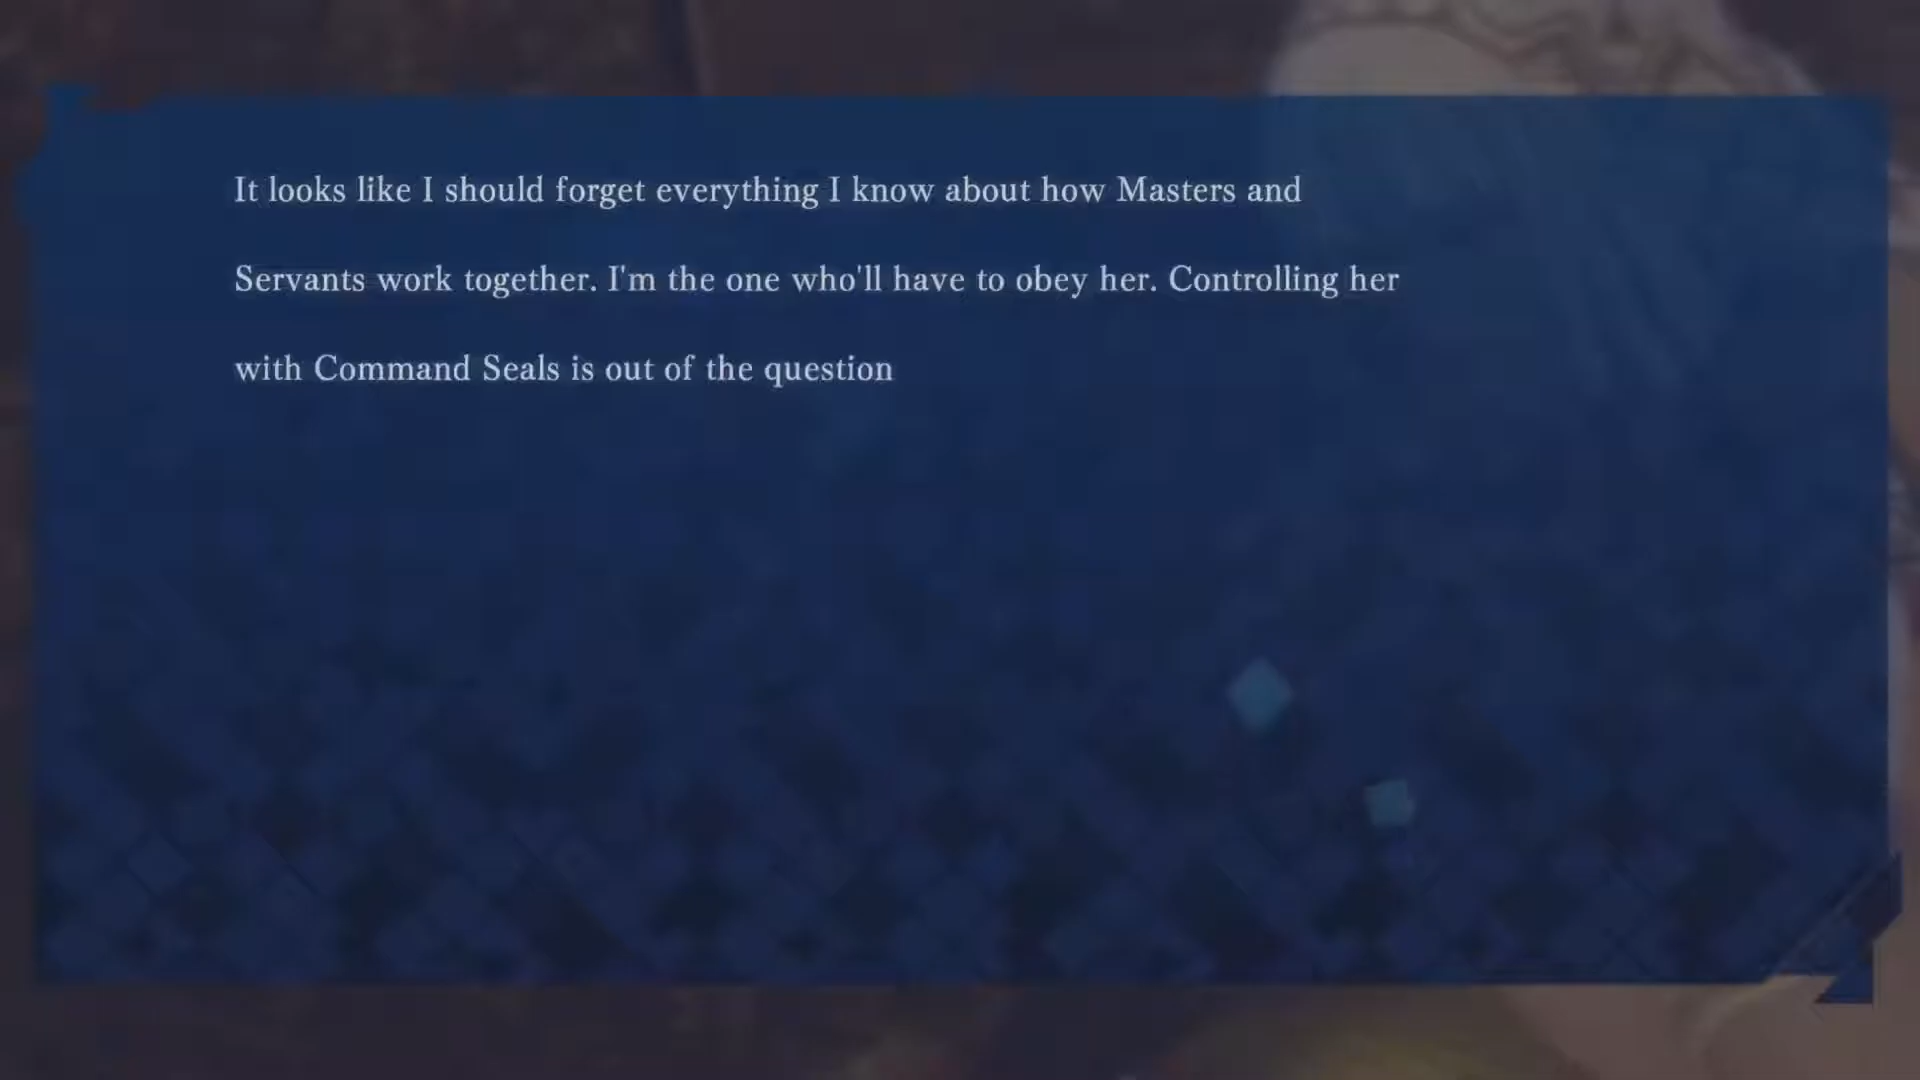 It looks like I should forget everything I know about how Masters and
Servants work together. I'm the one who'll have to obey her. Controlling her
with Command Seals is out of the question